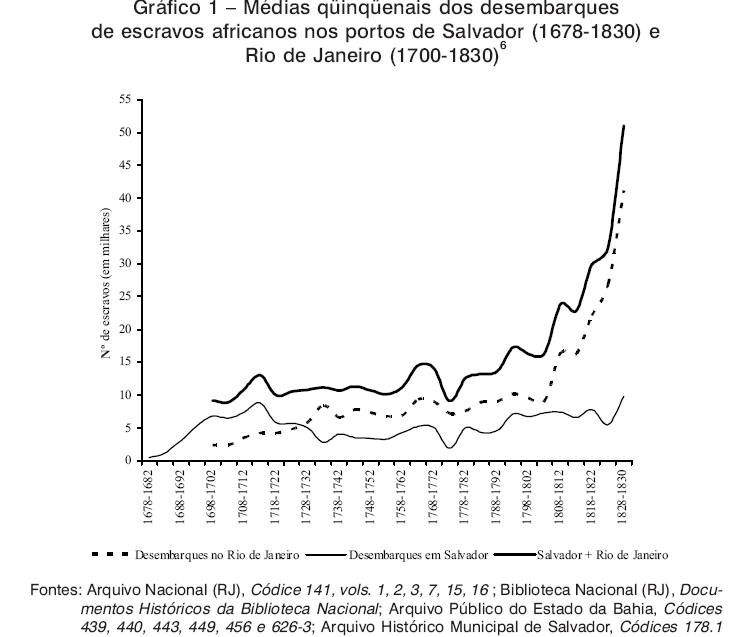 Gráfico 1 – Médias qüinqüenais dos desembarques
de escravos africanos nos portos de Salvador (1678-1830) e
Rio de Janeiro (1700-1830)6
55
50
45
40
35
30
25
20
15
10
5
0
Nº de escravos (em milhares)
1678-1682
1688-1692
1698-1702
1708-1712
1718-1722
1728-1732
1738-1742
1748-1752
1758-1762
1768-1772
1778-1782
1788-1792
1798-1802
1808-1812
1818-1822
1828-1830
Desembarques no Rio de Janeiro
Desembarques em Salvador
Salvador + Rio de Janeiro
Fontes: Arquivo Nacional (RJ), Códice 141, vols. 1, 2, 3, 7, 15, 16 ; Biblioteca Nacional (RJ), Docu-
mentos Históricos da Biblioteca Nacional; Arquivo Público do Estado da Bahia, Códices
439, 440, 443, 449, 456 e 626-3; Arquivo Histórico Municipal de Salvador, Códices 178.1